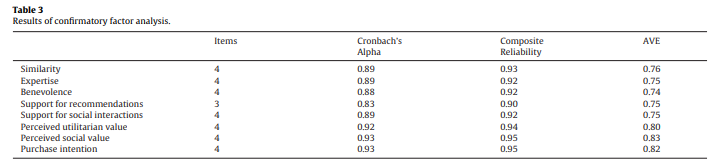 Table 3
Results of confirmatory factor analysis.
Items Cronbach's Alpha Composite Reliability AVE
Similarity 4 0.89 0.93 0.76
Expertise 4 0.89 0.92 0.75
Benevolence 4 0.88 0.92 0.74
Support for recommendations 3 0.83 0.90 0.75
Support for social interactions 4 0.89 0.92 0.75
Perceived utilitarian value 4 0.92 0.94 0.80
Perceived social value 4 0.93 0.95 0.83
Purchase intention 4 0.93 0.95 0.82